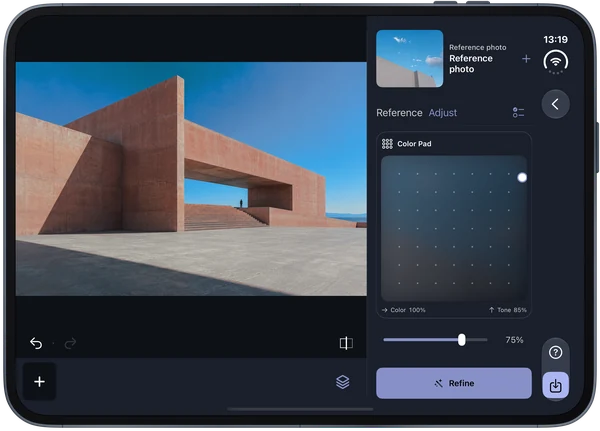 13:19
Reference photo
Reference
photo
Reference Adjust
Color Pad
→ Color 100% ↑ Tone 85%
75%
Refine